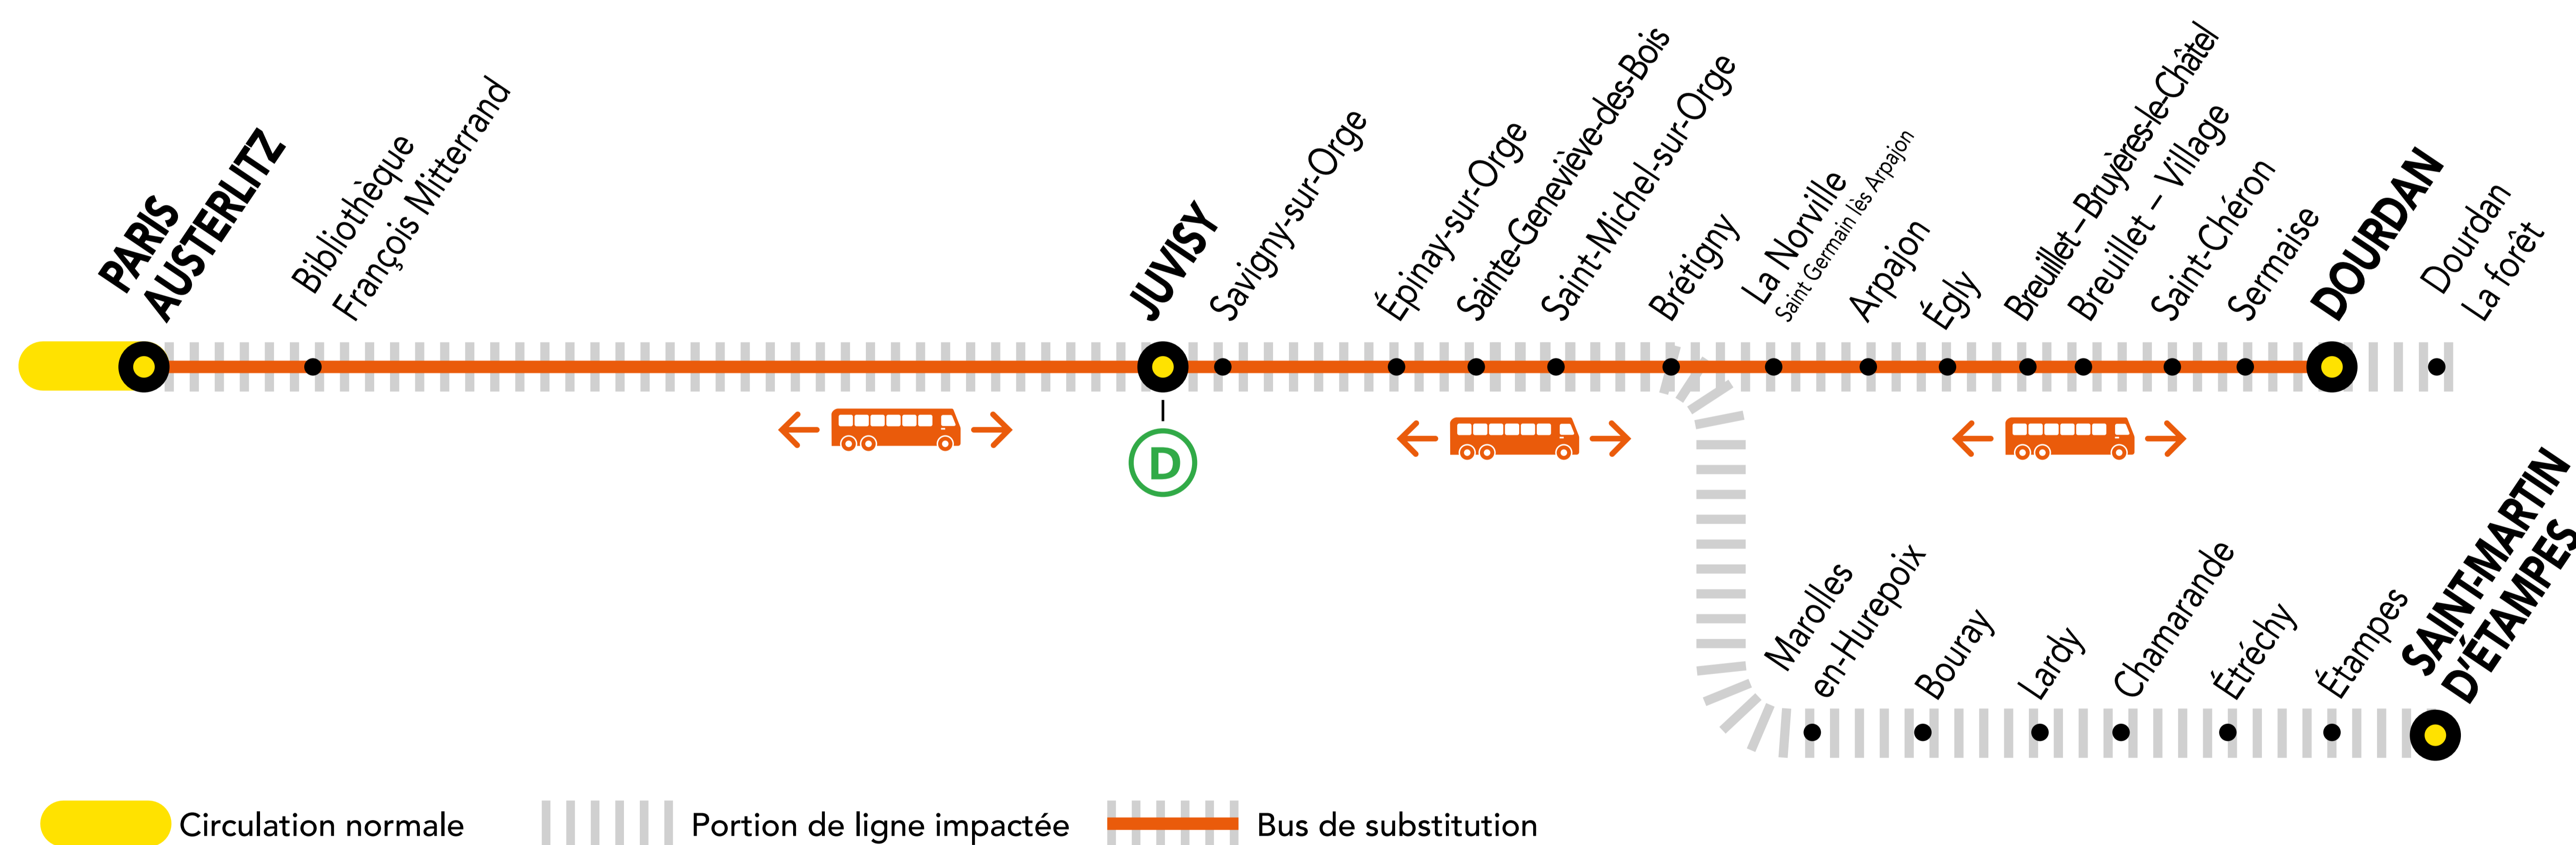 PARIS
AUSTERLITZ
Bibliothèque
François Mitterrand
JUVISY
Savigny-sur-Orge
Épinay-sur-Orge
Sainte-Geneviève-des-Bois
Saint-Michel-sur-Orge
Brétigny
La Norville
Saint Germain lès Arpajon
Arpajon
Égly
Breuillet – Bruyères-le-Châtel
Breuillet – Village
Saint-Chéron
Sermaise
DOURDAN
Dourdan
La forêt
D
Marolles
en-Hurepoix
Bouray
Lardy
Chamarande
Étréchy
Étampes
SAINT-MARTIN
D'ÉTAMPES
Circulation normale
Portion de ligne impactée
Bus de substitution